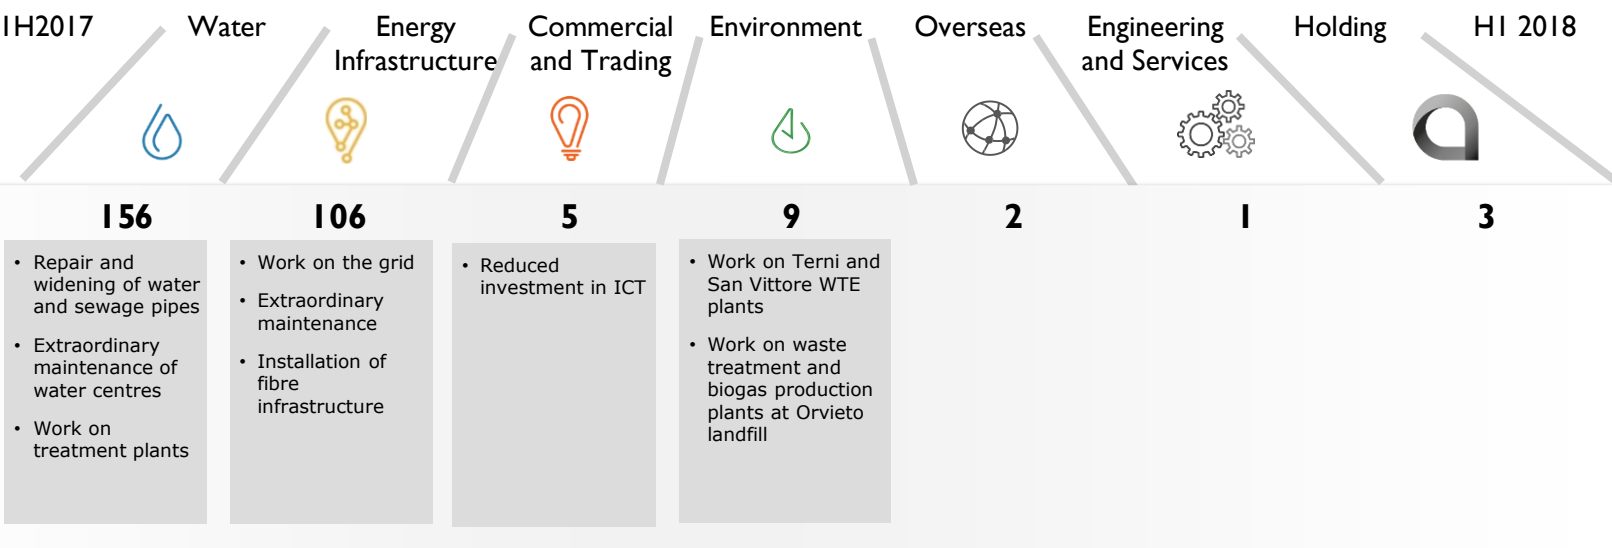 1H2017
Water
Energy
Infrastructure
Commercial
and Trading
Environment
Overseas
Engineering
and Services
Holding
H1 2018
156
106
5
9
2
1
3
• Repair and
widening of water
and sewage pipes
• Extraordinary
maintenance of
water centres
• Work on
treatment plants
• Work on the grid
• Extraordinary
maintenance
• Installation of
fibre
infrastructure
• Reduced
investment in ICT
• Work on Terni and
San Vittore WTE
plants
• Work on waste
treatment and
biogas production
plants at Orvieto
landfill